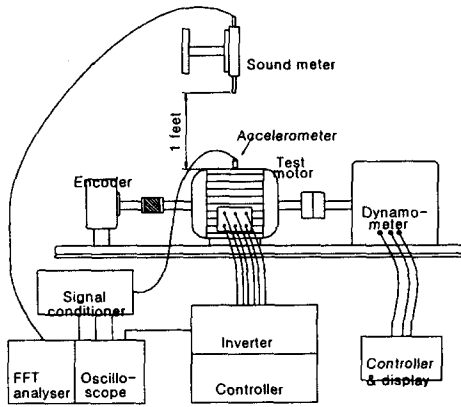 Sound meter
1 feet
Accelerometer
Test
motor
Encoder
Dynamo-
meter
Signal
conditioner
Inverter
Controller
FFT
analyser
Oscillo-
scope
Controller
& display